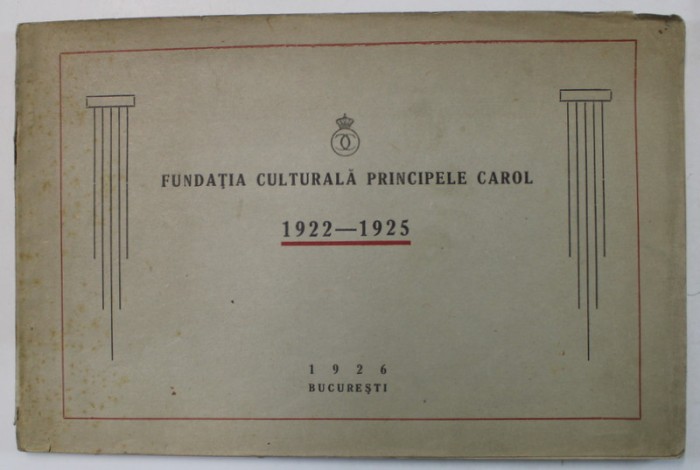 FUNDAȚIA CULTURALĂ PRINCIPELE CAROL
1922—1925
1 9 2 6
BUCUREȘTI